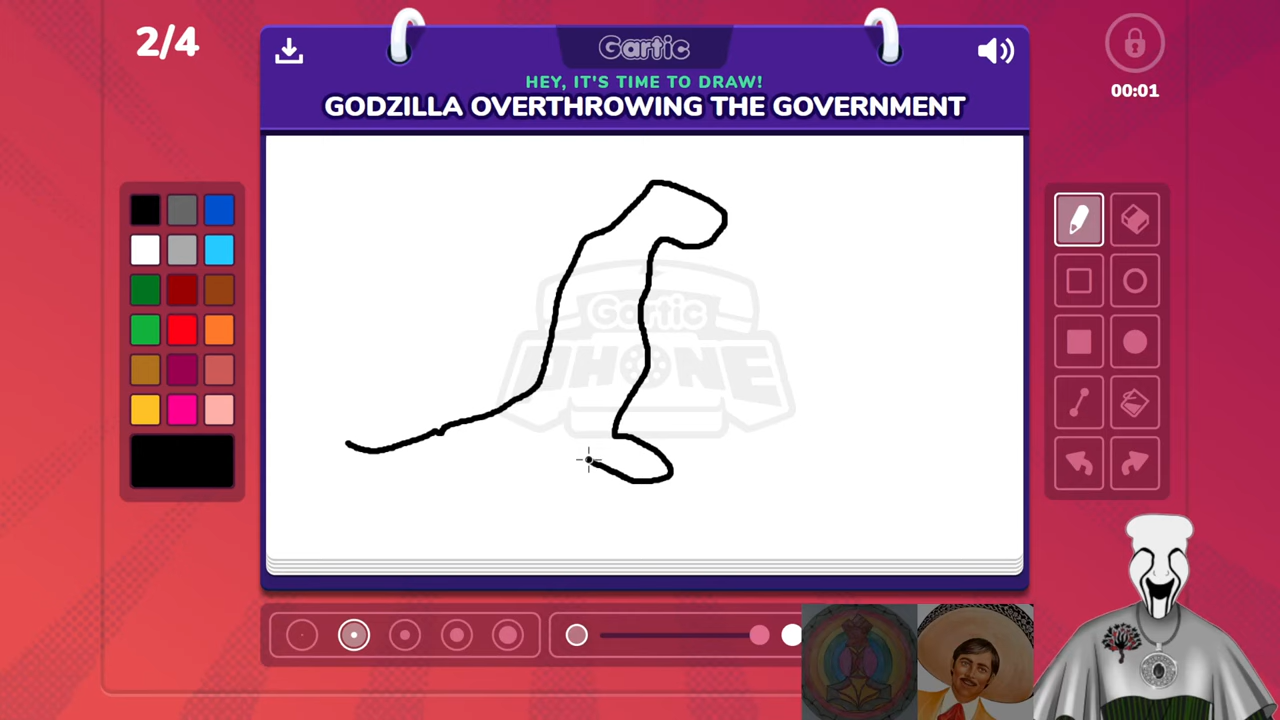 2/4
Gartic
HEY, IT'S TIME TO DRAW!
GODZILLA OVERTHROWING THE GOVERNMENT
00:01
Gartic
PHONE